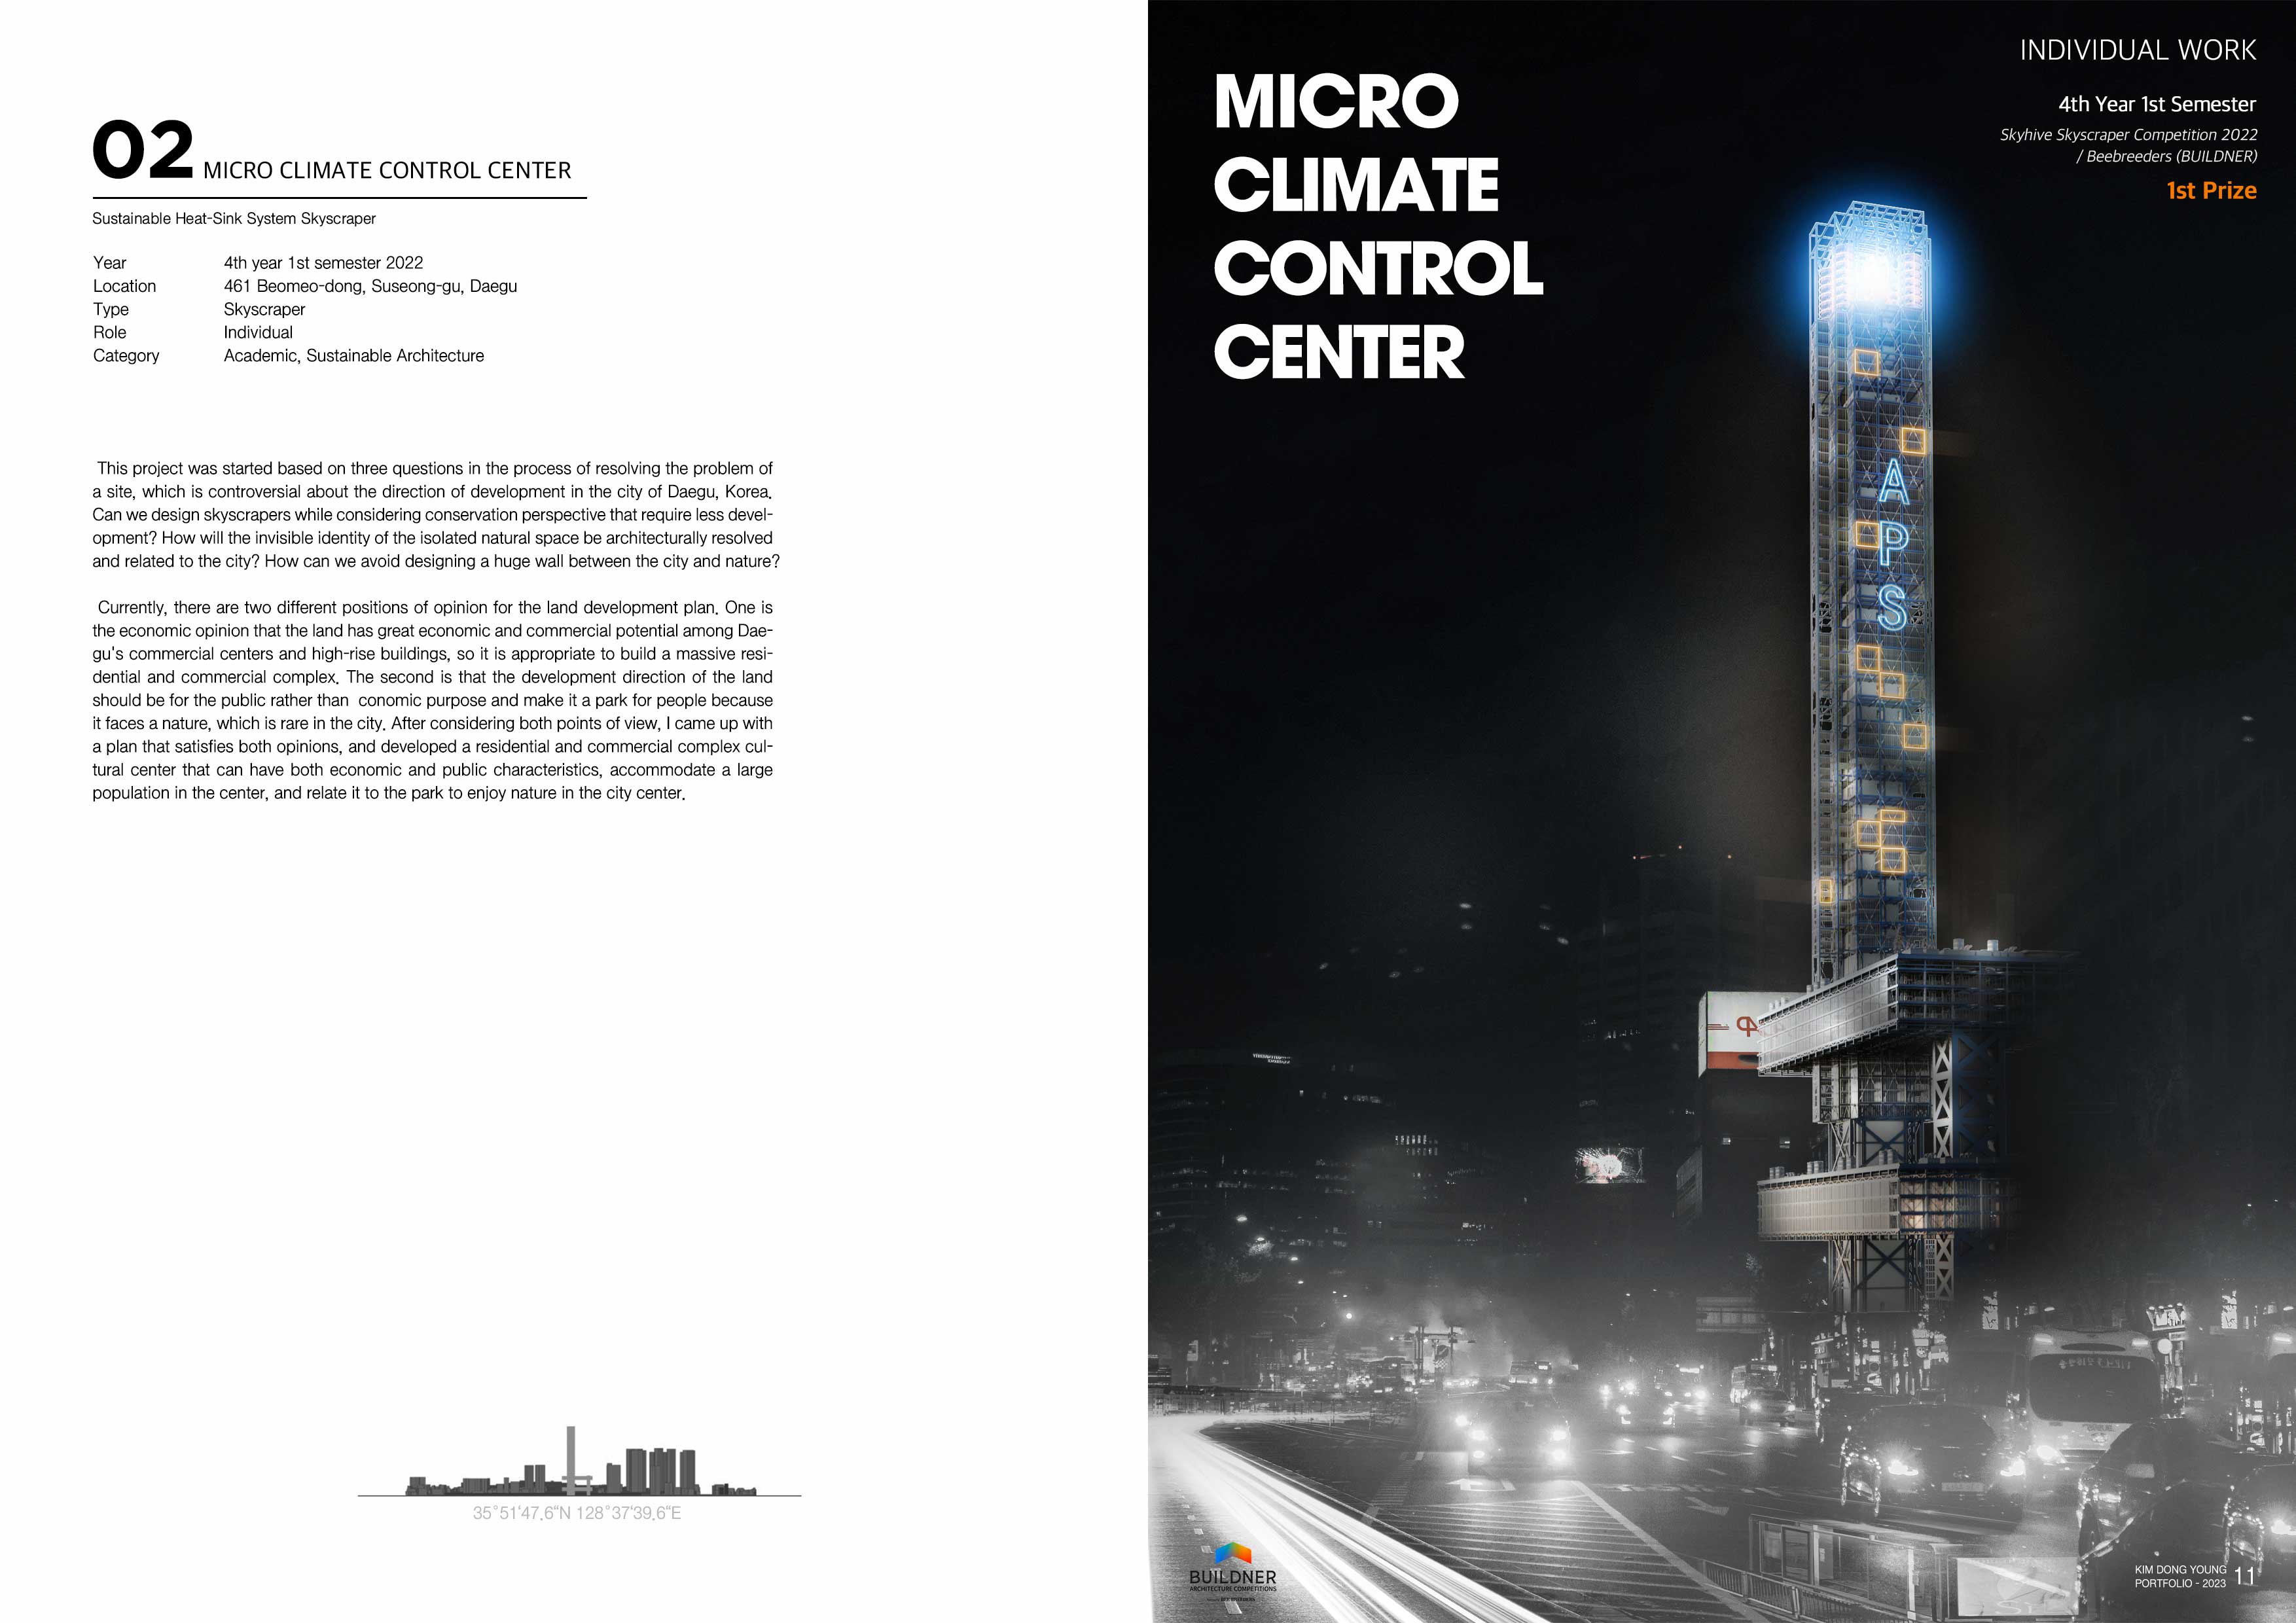 02 MICRO CLIMATE CONTROL CENTER
Sustainable Heat-Sink System Skyscraper
Year 4th year 1st semester 2022
Location 461 Beomeo-dong, Suseong-gu, Daegu
Type Skyscraper
Role Individual
Category Academic, Sustainable Architecture
This project was started based on three questions in the process of resolving the problem of
a site, which is controversial about the direction of development in the city of Daegu, Korea.
Can we design skyscrapers while considering conservation perspective that require less devel-
opment? How will the invisible identity of the isolated natural space be architecturally resolved
and related to the city? How can we avoid designing a huge wall between the city and nature?
Currently, there are two different positions of opinion for the land development plan. One is
the economic opinion that the land has great economic and commercial potential among Dae-
gu's commercial centers and high-rise buildings, so it is appropriate to build a massive resi-
dential and commercial complex. The second is that the development direction of the land
should be for the public rather than  conomic purpose and make it a park for people because
it faces a nature, which is rare in the city. After considering both points of view, I came up with
a plan that satisfies both opinions, and developed a residential and commercial complex cul-
tural center that can have both economic and public characteristics, accommodate a large
population in the center, and relate it to the park to enjoy nature in the city center.
35°51'47.6"N 128°37'39.6"E
MICRO
CLIMATE
CONTROL
CENTER
INDIVIDUAL WORK
4th Year 1st Semester
Skyhive Skyscraper Competition 2022
/ Beebreeders (BUILDNER)
1st Prize
A
P
S
BUILDNER
ARCHITECTURE COMPETITIONS
KIM DONG YOUNG
PORTFOLIO - 2023
11